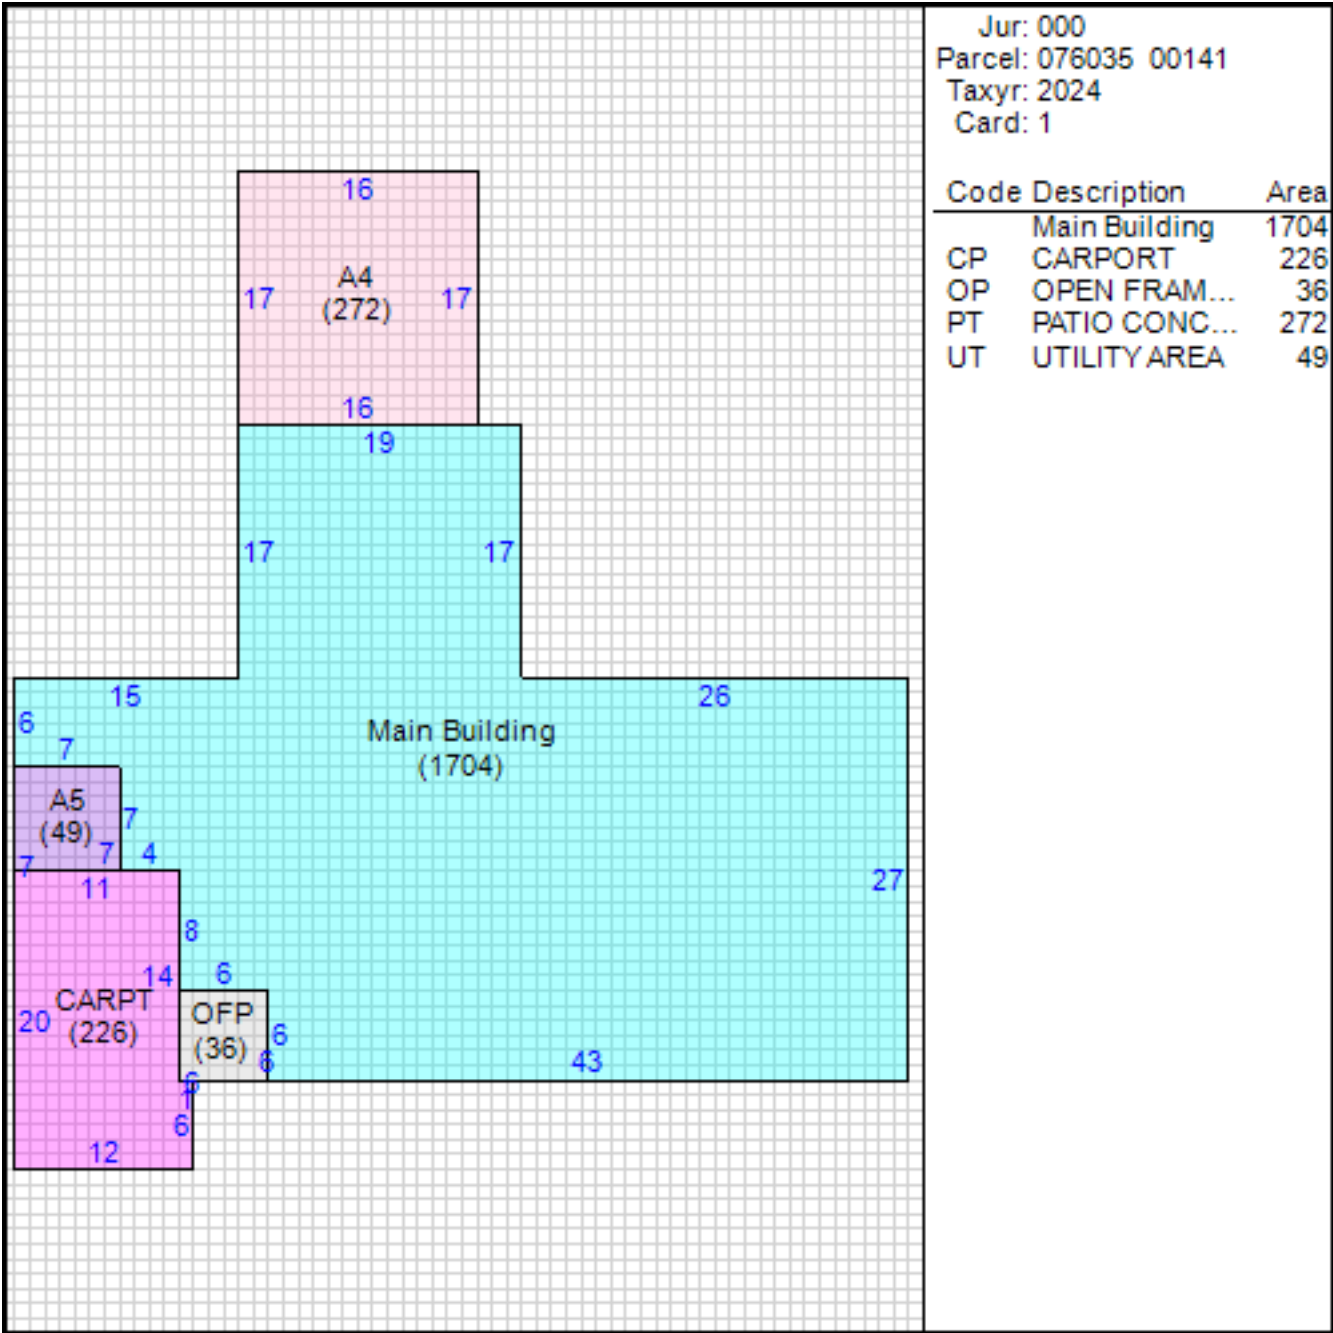 Jur: 000
Parcel: 076035 00141
Taxyr: 2024
Card: 1
Code Description Area
Main Building 1704
CP CARPORT 226
OP OPEN FRAM... 36
PT PATIO CONC... 272
UT UTILITY AREA 49
16
A4
(272)
17 17
16
19
17 17
15 26
6
7
Main Building
(1704)
A5
(49)
7
7 7 4
11
27
8
14 6
CARPT
(226)
20
OFP
(36)
6
6
43
6
1
6
12